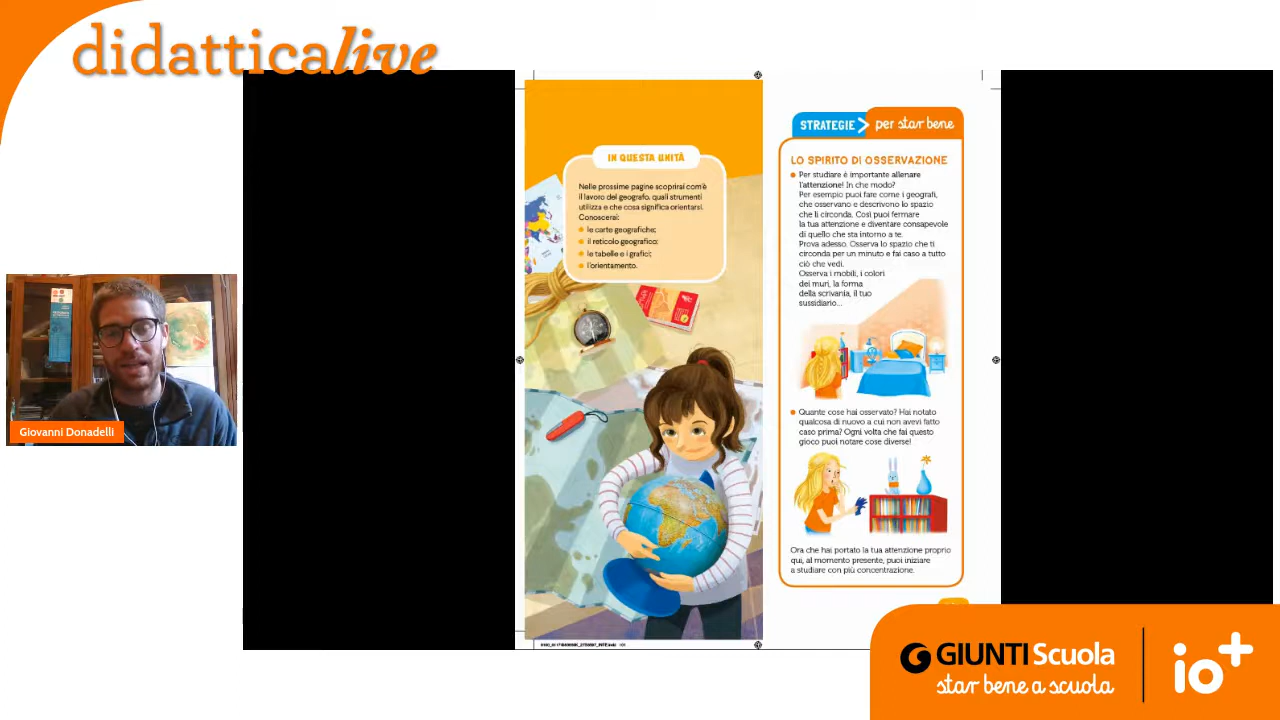 didatticalive
IN QUESTA UNITÀ
Nelle prossime pagine scoprirai com'è
il lavoro del geografo, quali strumenti
utilizza e che cosa significa orientarsi.
Conoscerai:
le carte geografiche;
il reticolo geografico;
le tabelle e i grafici;
l'orientamento.
STRATEGIE per star bene
LO SPIRITO DI OSSERVAZIONE
Per studiare è importante allenare
l'attenzione! In che modo?
Per esempio puoi fare come i geografi,
che osservano e descrivono lo spazio
che li circonda. Così puoi fermare
la tua attenzione e diventare consapevole
di quello che sta intorno a te.
Prova adesso. Osserva lo spazio che ti
circonda per un minuto e fai caso a tutto
ciò che vedi.
Osserva i mobili, i colori
dei muri, la forma
della scrivania, il tuo
sussidiario...
Quante cose hai osservato? Hai notato
qualcosa di nuovo a cui non avevi fatto
caso prima? Ogni volta che fai questo
gioco puoi notare cose diverse!
Ora che hai portato la tua attenzione proprio
qui, al momento presente, puoi iniziare
a studiare con più concentrazione.
Giovanni Donadelli
GIUNTI Scuola
star bene a scuola
io+